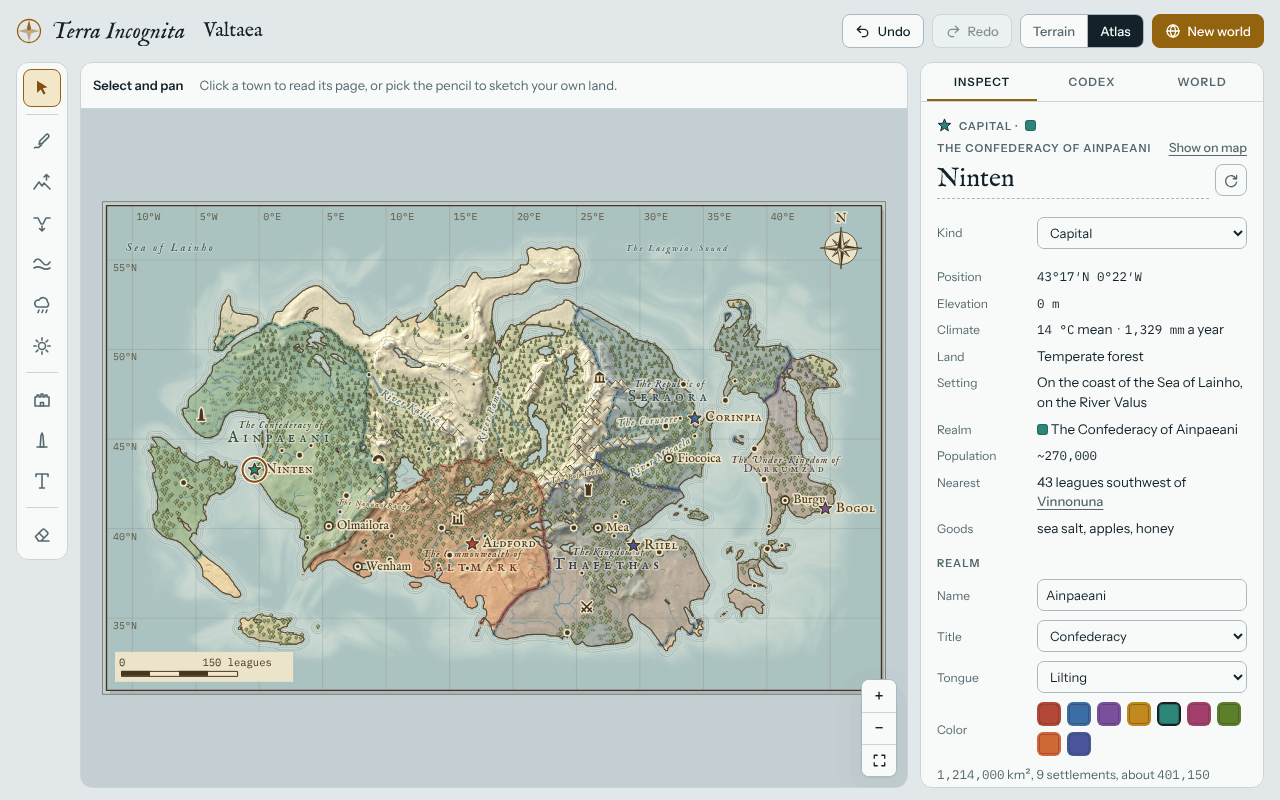 Terra Incognita Valtaea
Undo
Redo
Terrain
Atlas
New world
Select and pan Click a town to read its page, or pick the pencil to sketch your own land.
10°W 5°W 0°E 5°E 10°E 15°E 20°E 25°E 30°E 35°E 40°E
N
Sea of Lainho
The Lasgwias Sound
55°N
50°N
The Republic of
SERAORA
CORINPIA
The Confederacy of
AINPAEANI
45°N
NINTEN
Fiocoica
The Under-Kingdom of
DARKUMZAD
Burgu
BOGOL
Olmailora
40°N
Mea
ALDFORD
RIIEL
The Commonwealth of
SALTMARK
The Kingdom of
THAFETHAS
Wenham
35°N
0 150 leagues
+
−
INSPECT
CODEX
WORLD
CAPITAL ·
THE CONFEDERACY OF AINPAEANI
Show on map
Ninten
Kind Capital
Position 43°17′N 0°22′W
Elevation 0 m
Climate 14 °C mean · 1,329 mm a year
Land Temperate forest
Setting On the coast of the Sea of Lainho,
on the River Valus
Realm The Confederacy of Ainpaeani
Population ~270,000
Nearest 43 leagues southwest of
Vinnonuna
Goods sea salt, apples, honey
REALM
Name Ainpaeani
Title Confederacy
Tongue Lilting
Color
1,214,000 km², 9 settlements, about 401,150